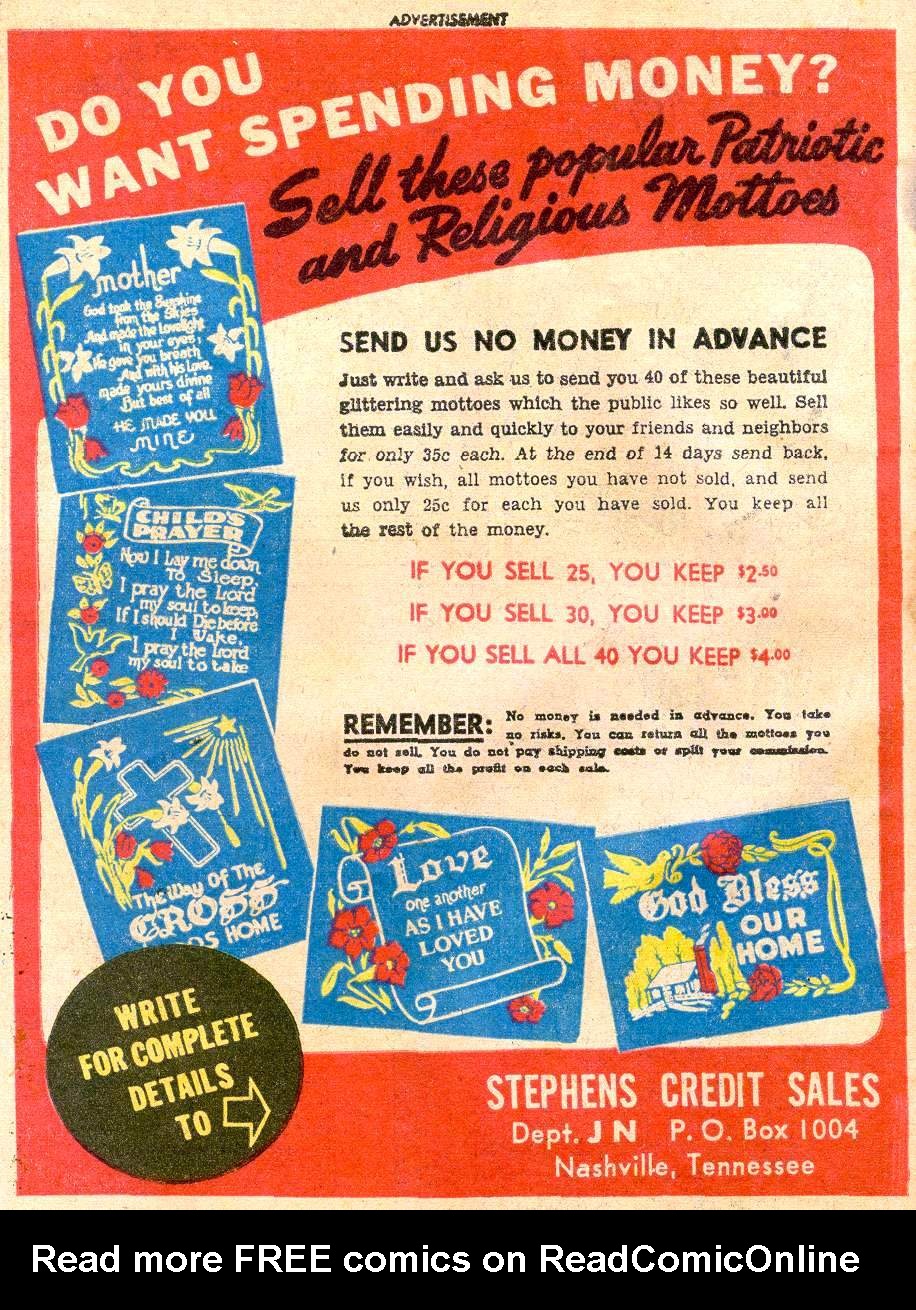 ADVERTISEMENT
DO YOU
WANT SPENDING MONEY?
Sell these popular Patriotic
and Religious Mottoes
mother
God took the Sunshine
from the Skies
And made the Lovelight
in your eyes;
He gave you breath
And with his Love,
made yours divine
But best of all
HE MADE YOU
MINE
SEND US NO MONEY IN ADVANCE
Just write and ask us to send you 40 of these beautiful
glittering mottoes which the public likes so well. Sell
them easily and quickly to your friends and neighbors
for only 35c each. At the end of 14 days send back,
if you wish, all mottoes you have not sold, and send
us only 25c for each you have sold. You keep all
the rest of the money.
IF YOU SELL 25, YOU KEEP $2.50
IF YOU SELL 30, YOU KEEP $3.00
IF YOU SELL ALL 40 YOU KEEP $4.00
CHILD'S
PRAYER
Now I Lay me down
To Sleep,
I pray the Lord
my soul to keep,
If I should Die before
I Wake,
I pray the Lord
my soul to take
REMEMBER: No money is needed in advance. You take
no risks. You can return all the mottoes you
do not sell. You do not pay shipping costs or split your commission.
You keep all the profit on each sale.
The Way Of The
CROSS
DS HOME
Love
one another
AS I HAVE
LOVED
YOU
God Bless
OUR
HOME
WRITE
FOR COMPLETE
DETAILS
TO
STEPHENS CREDIT SALES
Dept. J N P. O. Box 1004
Nashville, Tennessee
Read more FREE comics on ReadComicOnline